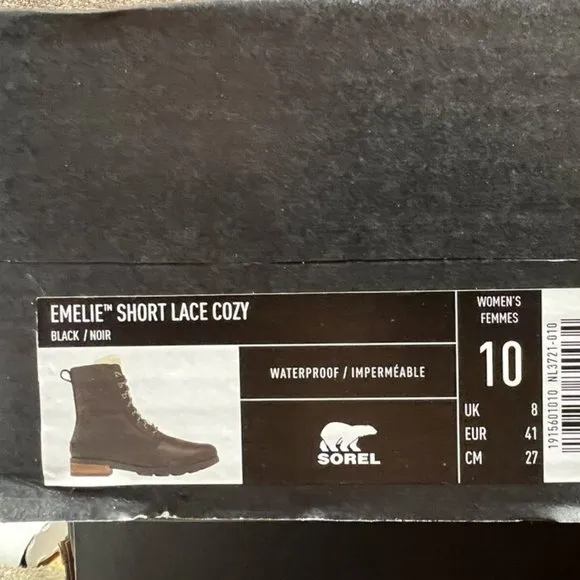 EMELIE™ SHORT LACE COZY
BLACK / NOIR
WATERPROOF / IMPERMÉABLE
SOREL
WOMEN'S
FEMMES
10
UK 8
EUR 41
CM 27
1915601010 NL3721-010